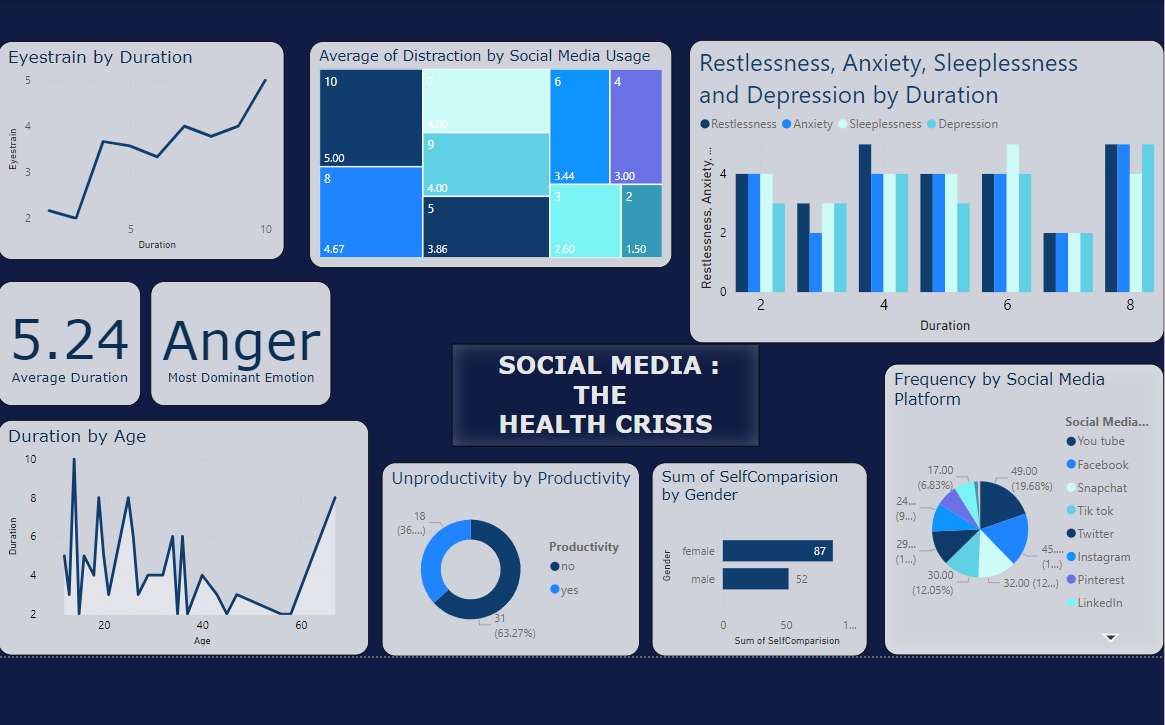 Eyestrain by Duration
5
4
3
2
Eyestrain
5
10
Duration
Average of Distraction by Social Media Usage
10
5.00
8
4.67
7
4.00
9
4.00
5
3.86
6
3.44
4
3.00
3
2.60
2
1.50
Restlessness, Anxiety, Sleeplessness
and Depression by Duration
Restlessness
Anxiety
Sleeplessness
Depression
Restlessness, Anxiety, ...
4
2
0
2
4
6
8
Duration
5.24
Average Duration
Anger
Most Dominant Emotion
SOCIAL MEDIA :
THE
HEALTH CRISIS
Duration by Age
10
8
6
4
2
Duration
20
40
60
Age
Unproductivity by Productivity
18
(36....)
31
(63.27%)
Productivity
no
yes
Sum of SelfComparision
by Gender
Gender
female
87
male
52
0
50
1...
Sum of SelfComparision
Frequency by Social Media
Platform
17.00
(6.83%)
49.00
(19.68%)
24...
(9...)
29...
(1...)
30.00
(12.05%)
32.00 (12...)
45....
(1...)
Social Media...
You tube
Facebook
Snapchat
Tik tok
Twitter
Instagram
Pinterest
LinkedIn